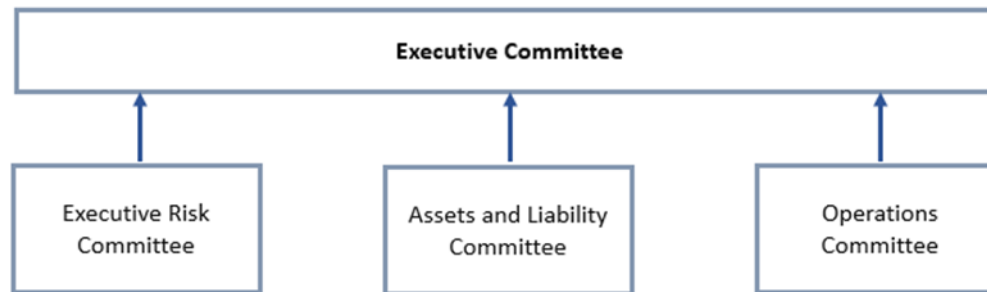 Executive Committee
Executive Risk
Committee
Assets and Liability
Committee
Operations
Committee